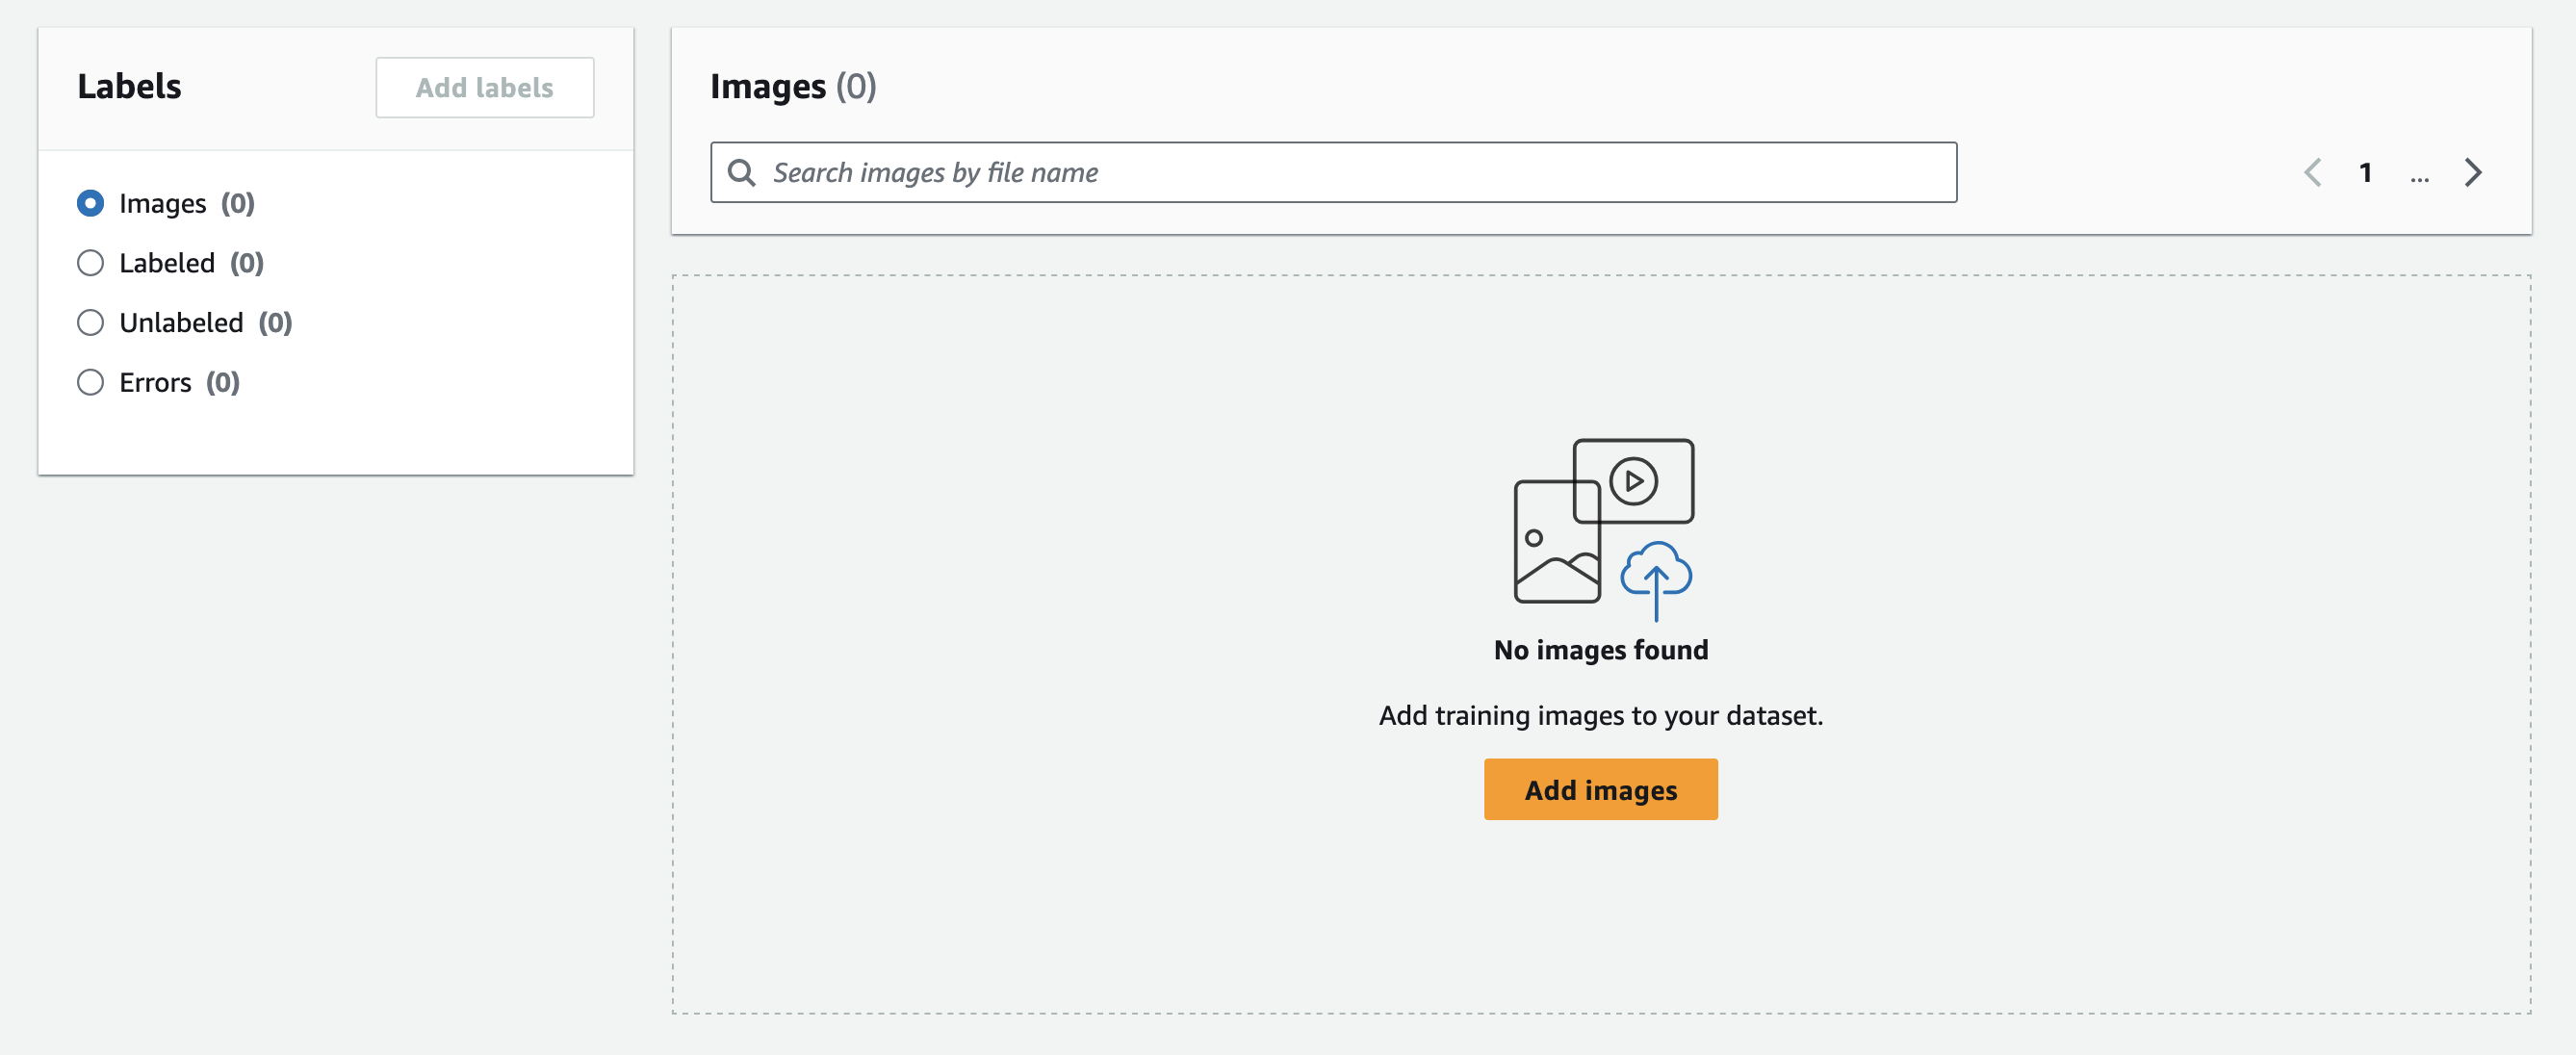 Labels
Add labels
Images (0)
Labeled (0)
Unlabeled (0)
Errors (0)
Images (0)
Search images by file name
1 ...
No images found
Add training images to your dataset.
Add images